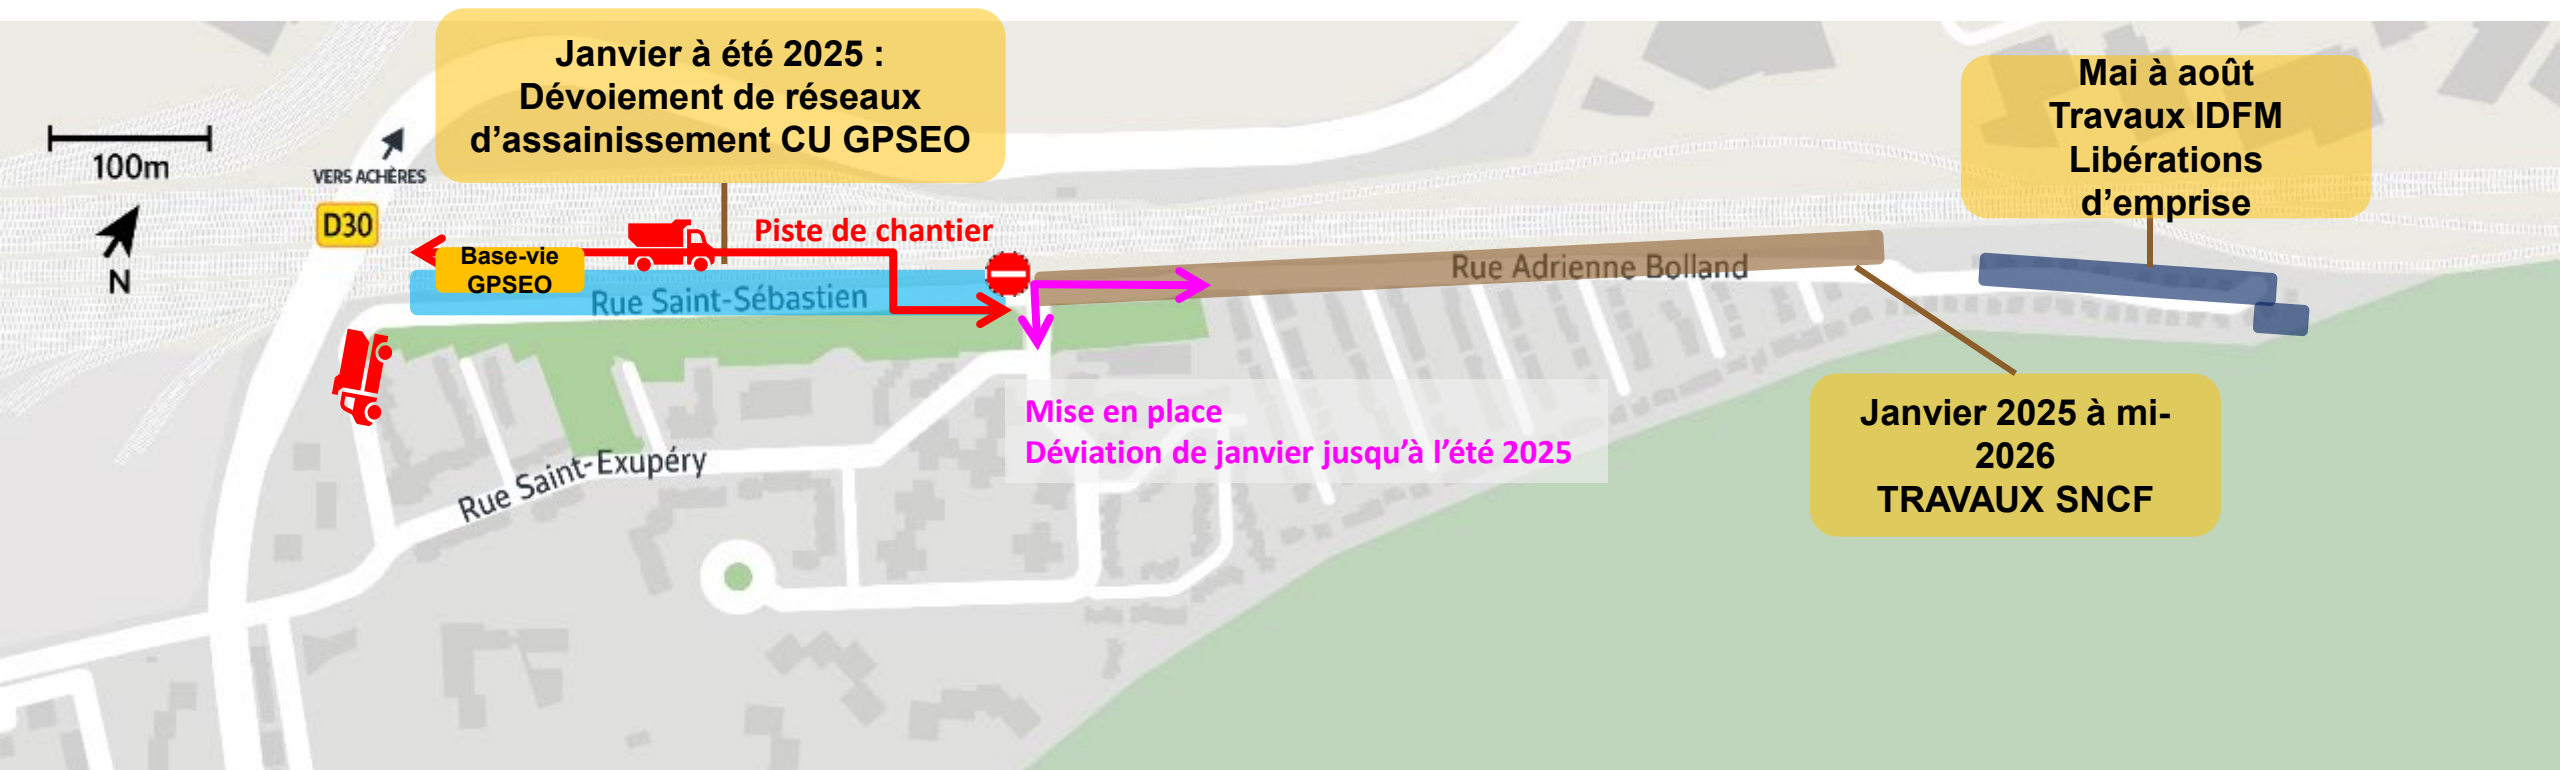 Janvier à été 2025 :
Dévoiement de réseaux
d’assainissement CU GPSEO
Mai à août
Travaux IDFM
Libérations
d’emprise
100m
N
VERS ACHÈRES
D30
Piste de chantier
Base-vie
GPSEO
Rue Saint-Sébastien
Rue Adrienne Bolland
Mise en place
Déviation de janvier jusqu’à l’été 2025
Janvier 2025 à mi-
2026
TRAVAUX SNCF
Rue Saint-Exupéry